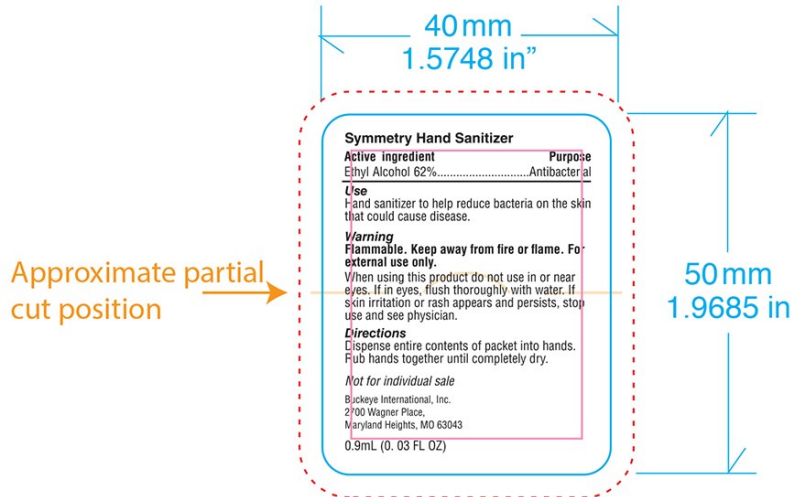 40mm
1.5748 in”
Symmetry Hand Sanitizer
Active ingredient Purpose
Ethyl Alcohol 62%.............................Antibacterial
Use
Hand sanitizer to help reduce bacteria on the skin
that could cause disease.
Warning
Flammable. Keep away from fire or flame. For
external use only.
When using this product do not use in or near
eyes. If in eyes, flush thoroughly with water. If
skin irritation or rash appears and persists, stop
use and see physician.
Directions
Dispense entire contents of packet into hands.
Rub hands together until completely dry.
Not for individual sale
Buckeye International, Inc.
2700 Wagner Place,
Maryland Heights, MO 63043
0.9mL (0. 03 FL OZ)
Approximate partial
cut position
50mm
1.9685 in